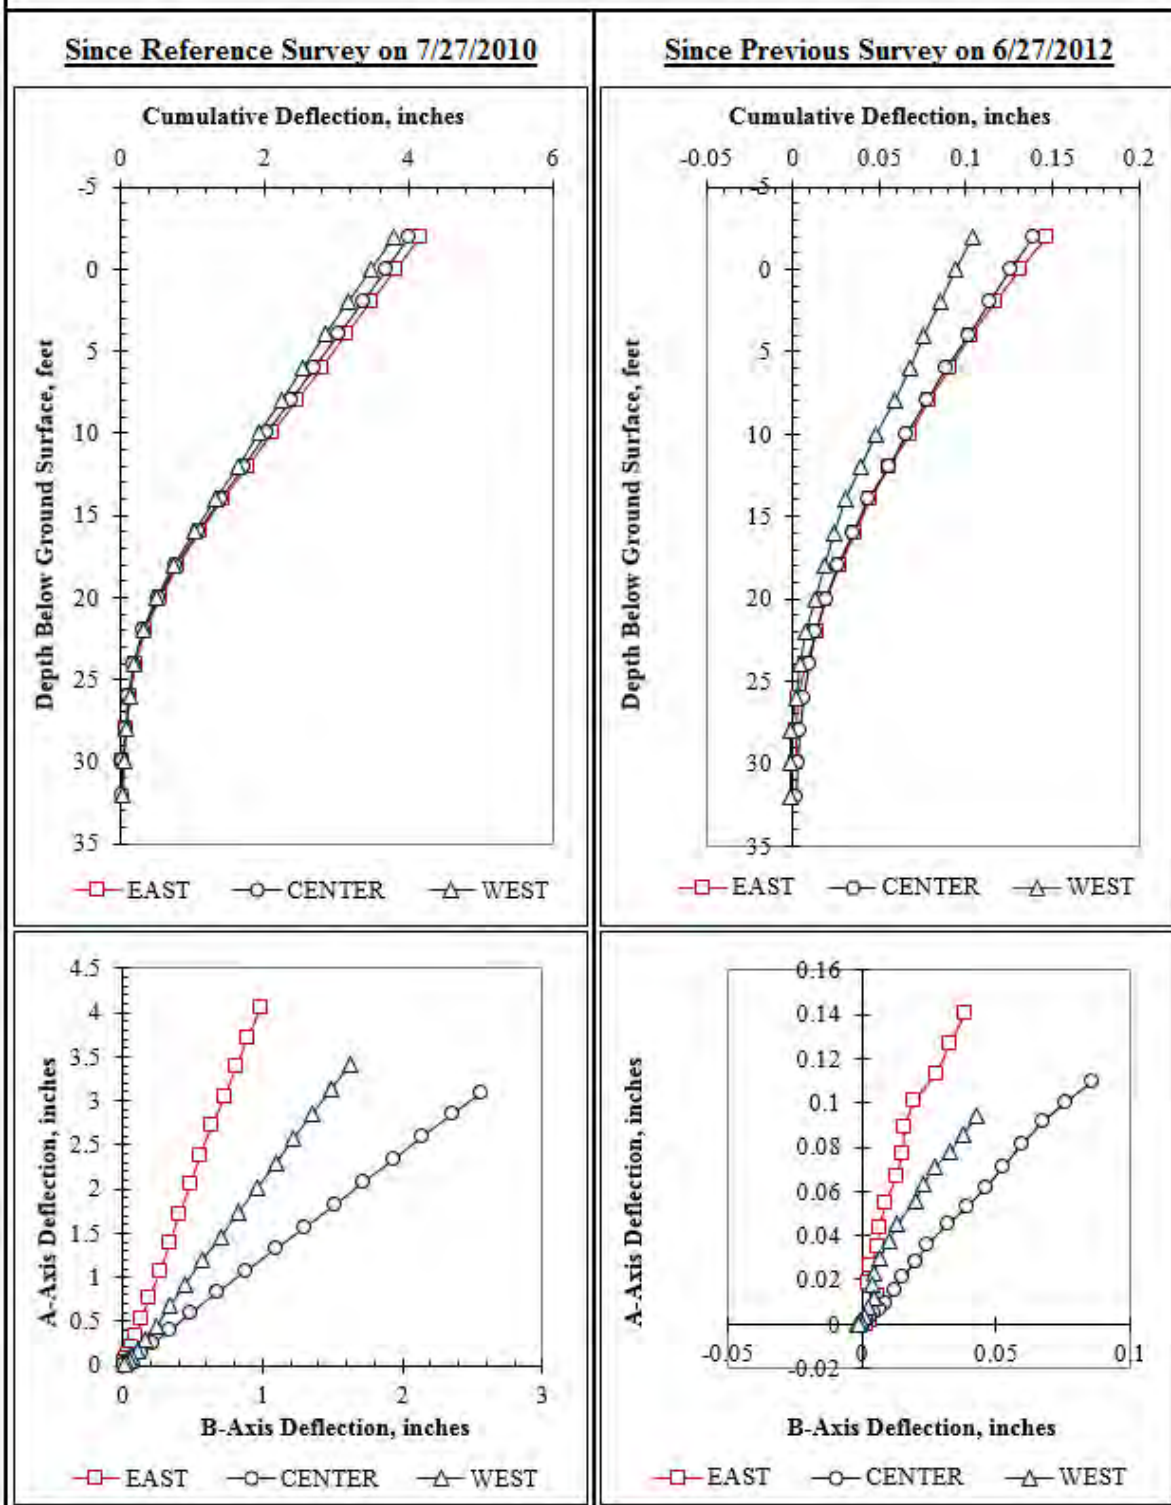 Since Reference Survey on 7/27/2010
Since Previous Survey on 6/27/2012
Cumulative Deflection, inches
0 2 4 6
-5
0
5
10
15
20
25
30
35
Depth Below Ground Surface, feet
EAST CENTER WEST
Cumulative Deflection, inches
-0.05 0 0.05 0.1 0.15 0.2
-5
0
5
10
15
20
25
30
35
Depth Below Ground Surface, feet
EAST CENTER WEST
4.5
4
3.5
3
2.5
2
1.5
1
0.5
0
A-Axis Deflection, inches
0 1 2 3
B-Axis Deflection, inches
EAST CENTER WEST
0.16
0.14
0.12
0.1
0.08
0.06
0.04
0.02
0
-0.02
A-Axis Deflection, inches
-0.05 0 0.05 0.1
B-Axis Deflection, inches
EAST CENTER WEST